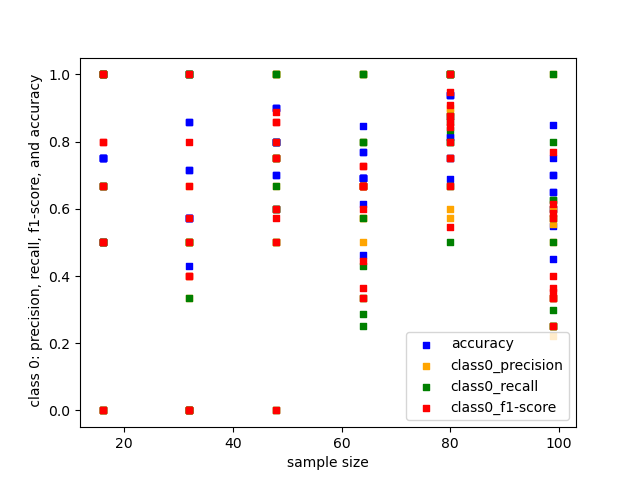 1.0
0.8
0.6
0.4
0.2
0.0
class 0: precision, recall, f1-score, and accuracy
accuracy
class0_precision
class0_recall
class0_f1-score
20
40
60
80
100
sample size